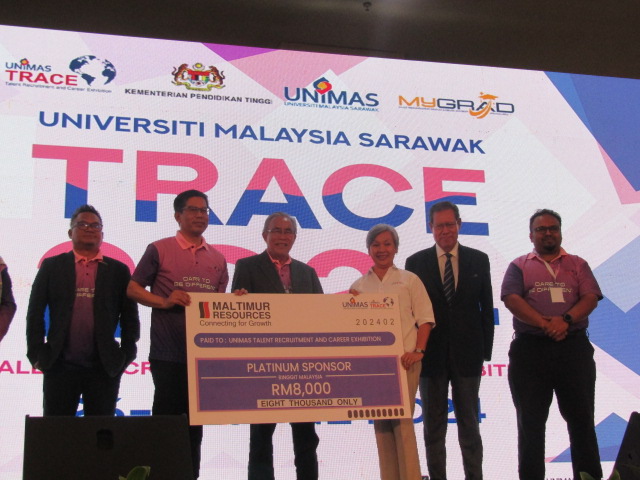 UNIMAS
TRACE
Talent Recruitment and Career Exhibition
KEMENTERIAN PENDIDIKAN TINGGI
UNIMAS
UNIVERSITI MALAYSIA SARAWAK
MYGRAD
UNIVERSITI MALAYSIA SARAWAK
TRACE
DARE TO
BE DIFFERENT
MALTIMUR
RESOURCES
Connecting for Growth
UNIMAS
TRACE
202402
PAID TO : UNIMAS TALENT RECRUITMENT AND CAREER EXHIBITION
PLATINUM SPONSOR
RINGGIT MALAYSIA
RM8,000
EIGHT THOUSAND ONLY